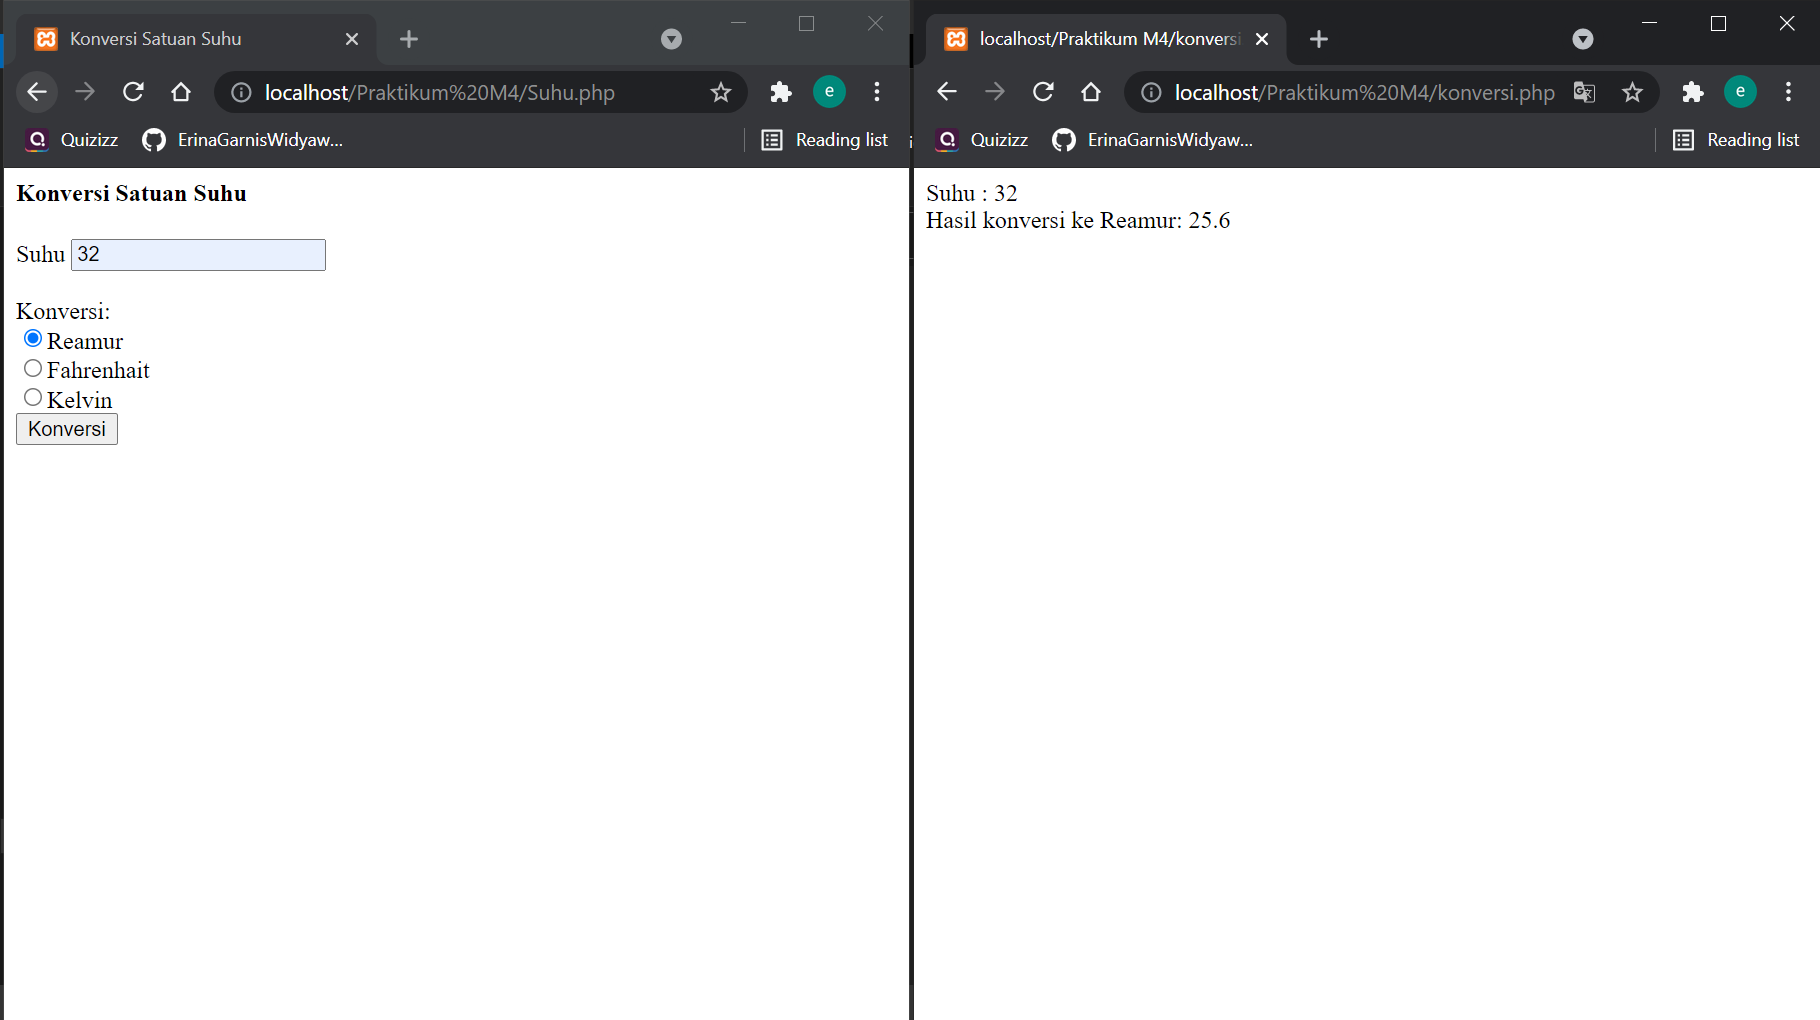 Konversi Satuan Suhu
localhost/Praktikum%20M4/Suhu.php
e
Quizizz
ErinaGarnisWidyaw...
Reading list
Konversi Satuan Suhu
Suhu 32
Konversi:
Reamur
Fahrenhait
Kelvin
Konversi
localhost/Praktikum M4/konversi
localhost/Praktikum%20M4/konversi.php
e
Quizizz
ErinaGarnisWidyaw...
Reading list
Suhu : 32
Hasil konversi ke Reamur: 25.6